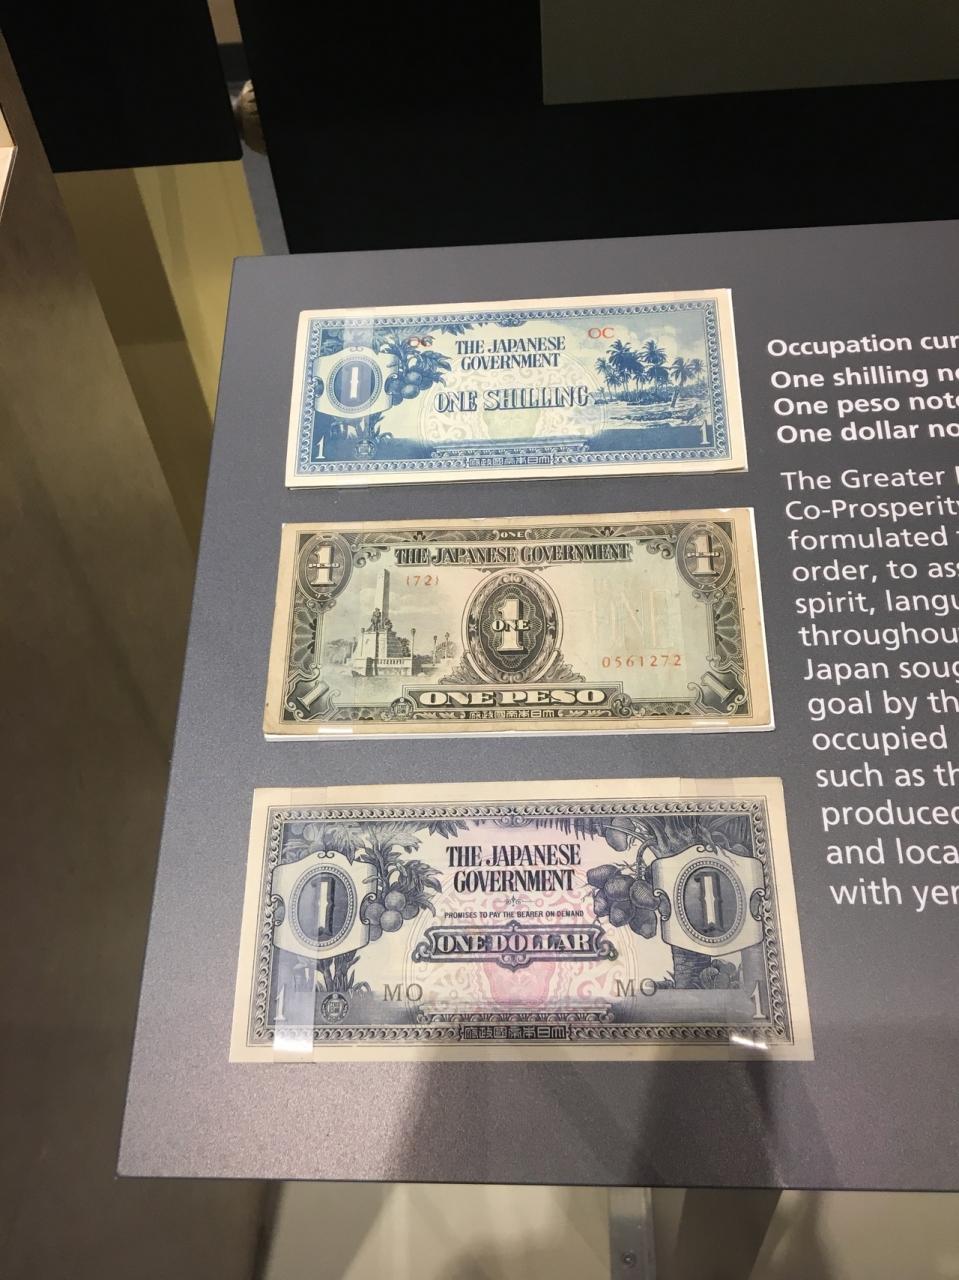 OC OC
THE JAPANESE
GOVERNMENT
1
ONE SHILLING
1 1
府政國帝本日大
ONE
1 PESO 1 PESO
THE JAPANESE GOVERNMENT
{72}
1
ONE
0561272
1 1
ONE PESO
府政國帝本日大
THE JAPANESE
GOVERNMENT
1 1
PROMISES TO PAY THE BEARER ON DEMAND
ONE DOLLAR
MO MO
1 1
府政國帝本日大
Occupation cur
One shilling no
One peso note
One dollar no
The Greater
Co-Prosperity
formulated
order, to ass
spirit, langu
throughou
Japan soug
goal by th
occupied
such as th
produced
and loca
with yen